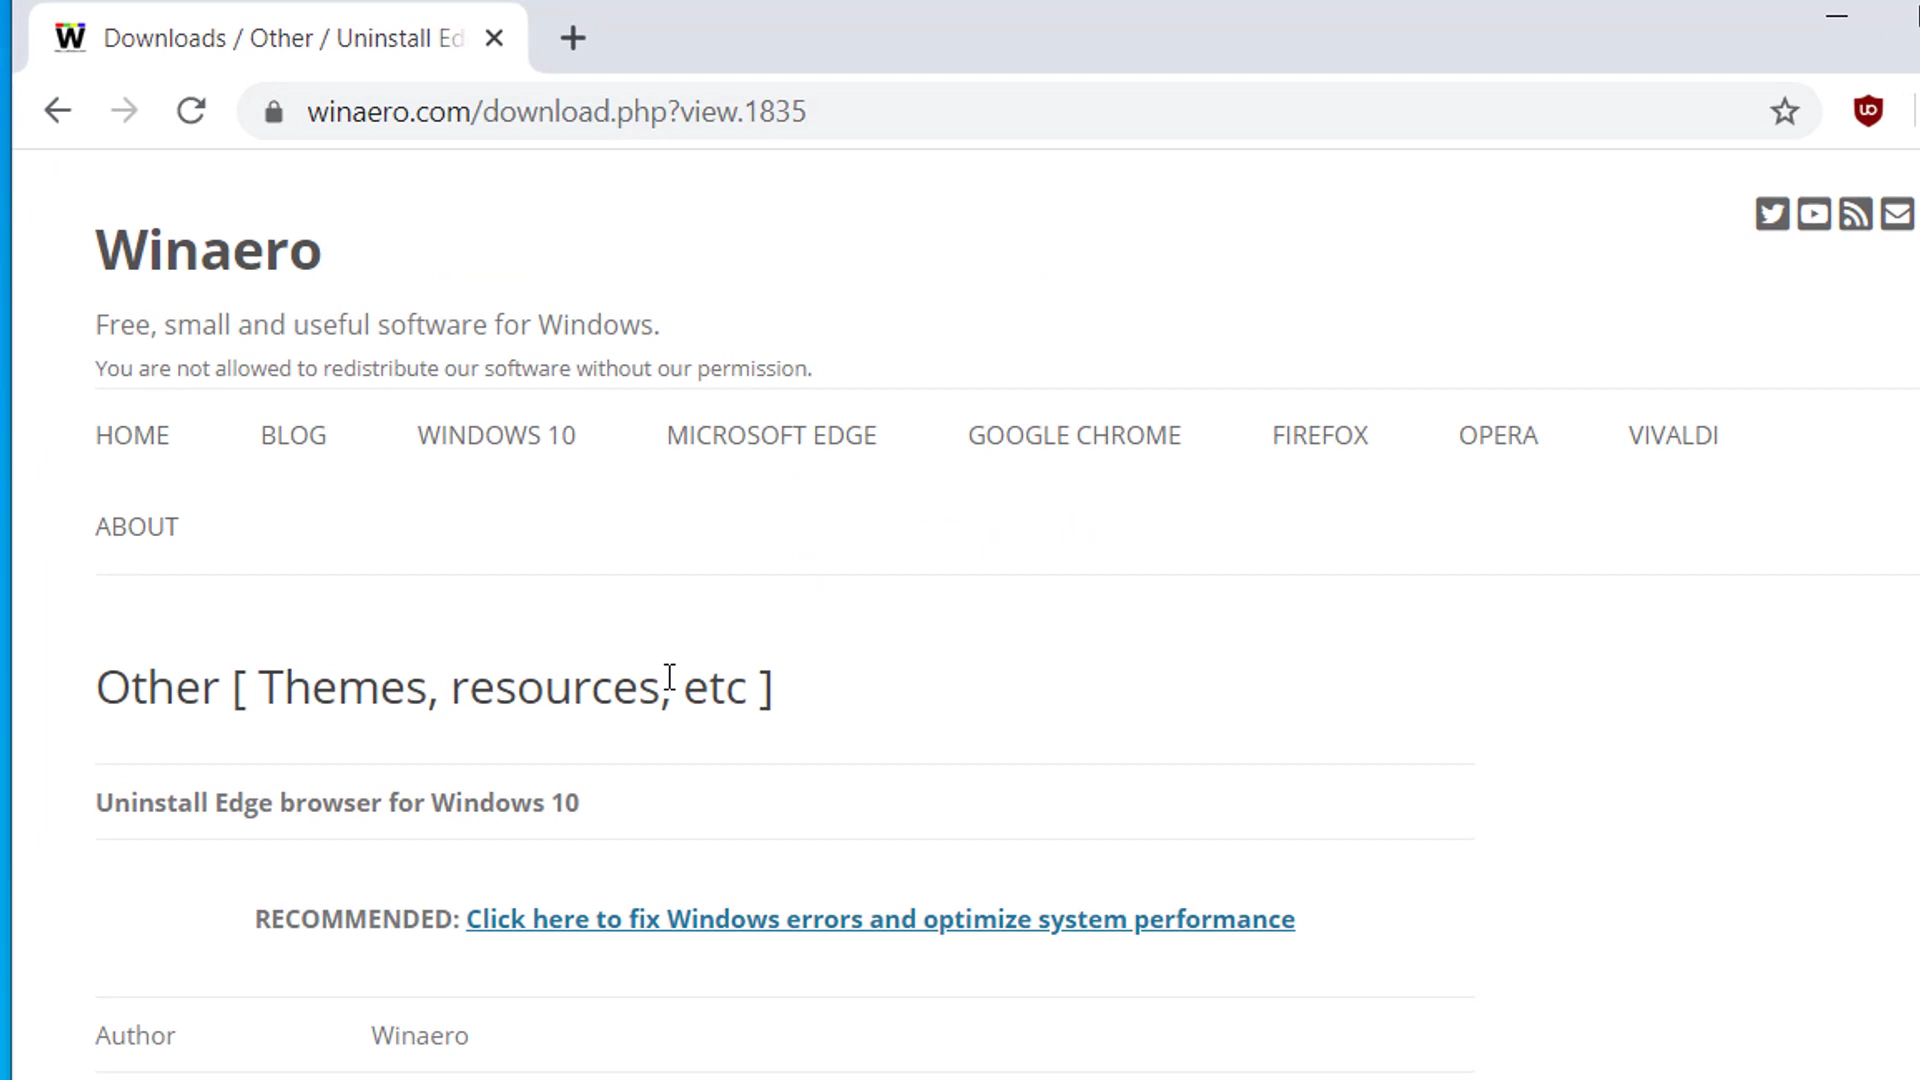 W Downloads / Other / Uninstall Ed
winaero.com/download.php?view.1835
Winaero
Free, small and useful software for Windows.
You are not allowed to redistribute our software without our permission.
HOME BLOG WINDOWS 10 MICROSOFT EDGE GOOGLE CHROME FIREFOX OPERA VIVALDI
ABOUT
Other [ Themes, resources, etc ]
Uninstall Edge browser for Windows 10
RECOMMENDED: Click here to fix Windows errors and optimize system performance
Author Winaero